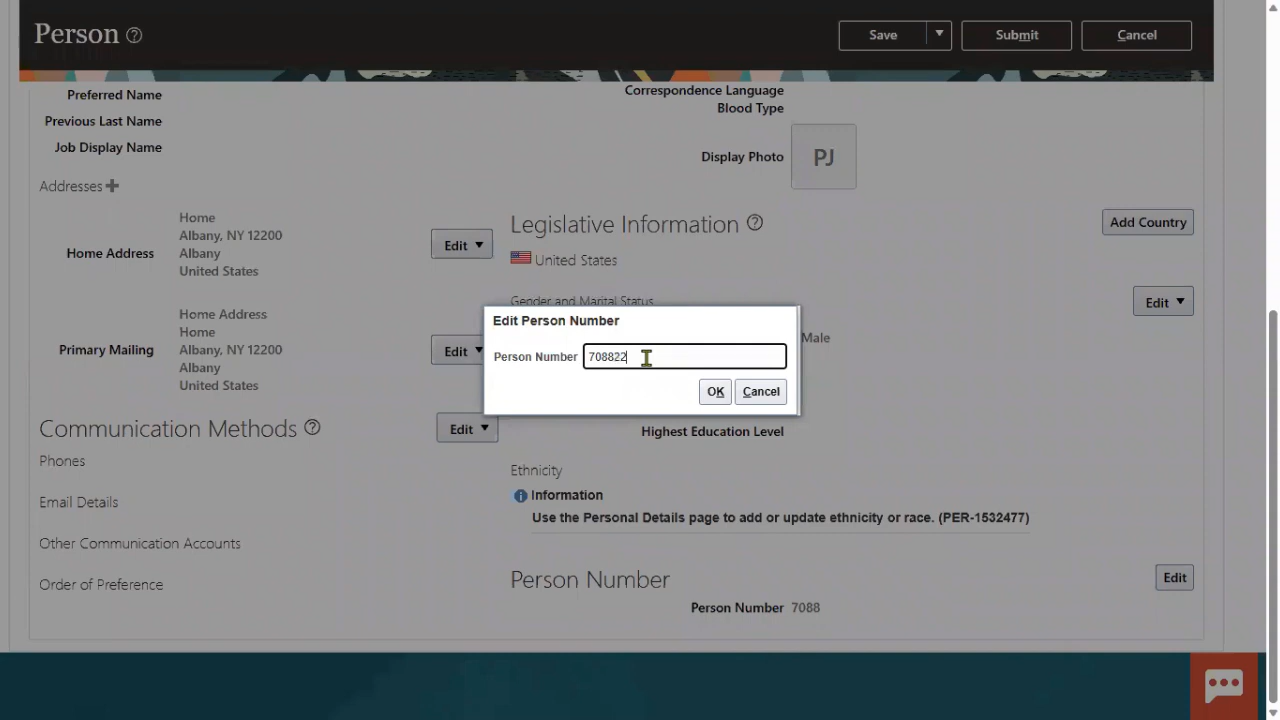 Person
Save
Submit
Cancel
Preferred Name
Previous Last Name
Job Display Name
Correspondence Language
Blood Type
Display Photo
PJ
Addresses
Home Address
Home
Albany, NY 12200
Albany
United States
Edit
Primary Mailing
Home Address
Home
Albany, NY 12200
Albany
United States
Edit
Communication Methods
Edit
Phones
Email Details
Other Communication Accounts
Order of Preference
Legislative Information
Add Country
United States
Gender and Marital Status
Edit
Male
Edit Person Number
Person Number 708822
OK
Cancel
Highest Education Level
Ethnicity
Information
Use the Personal Details page to add or update ethnicity or race. (PER-1532477)
Person Number
Edit
Person Number 7088